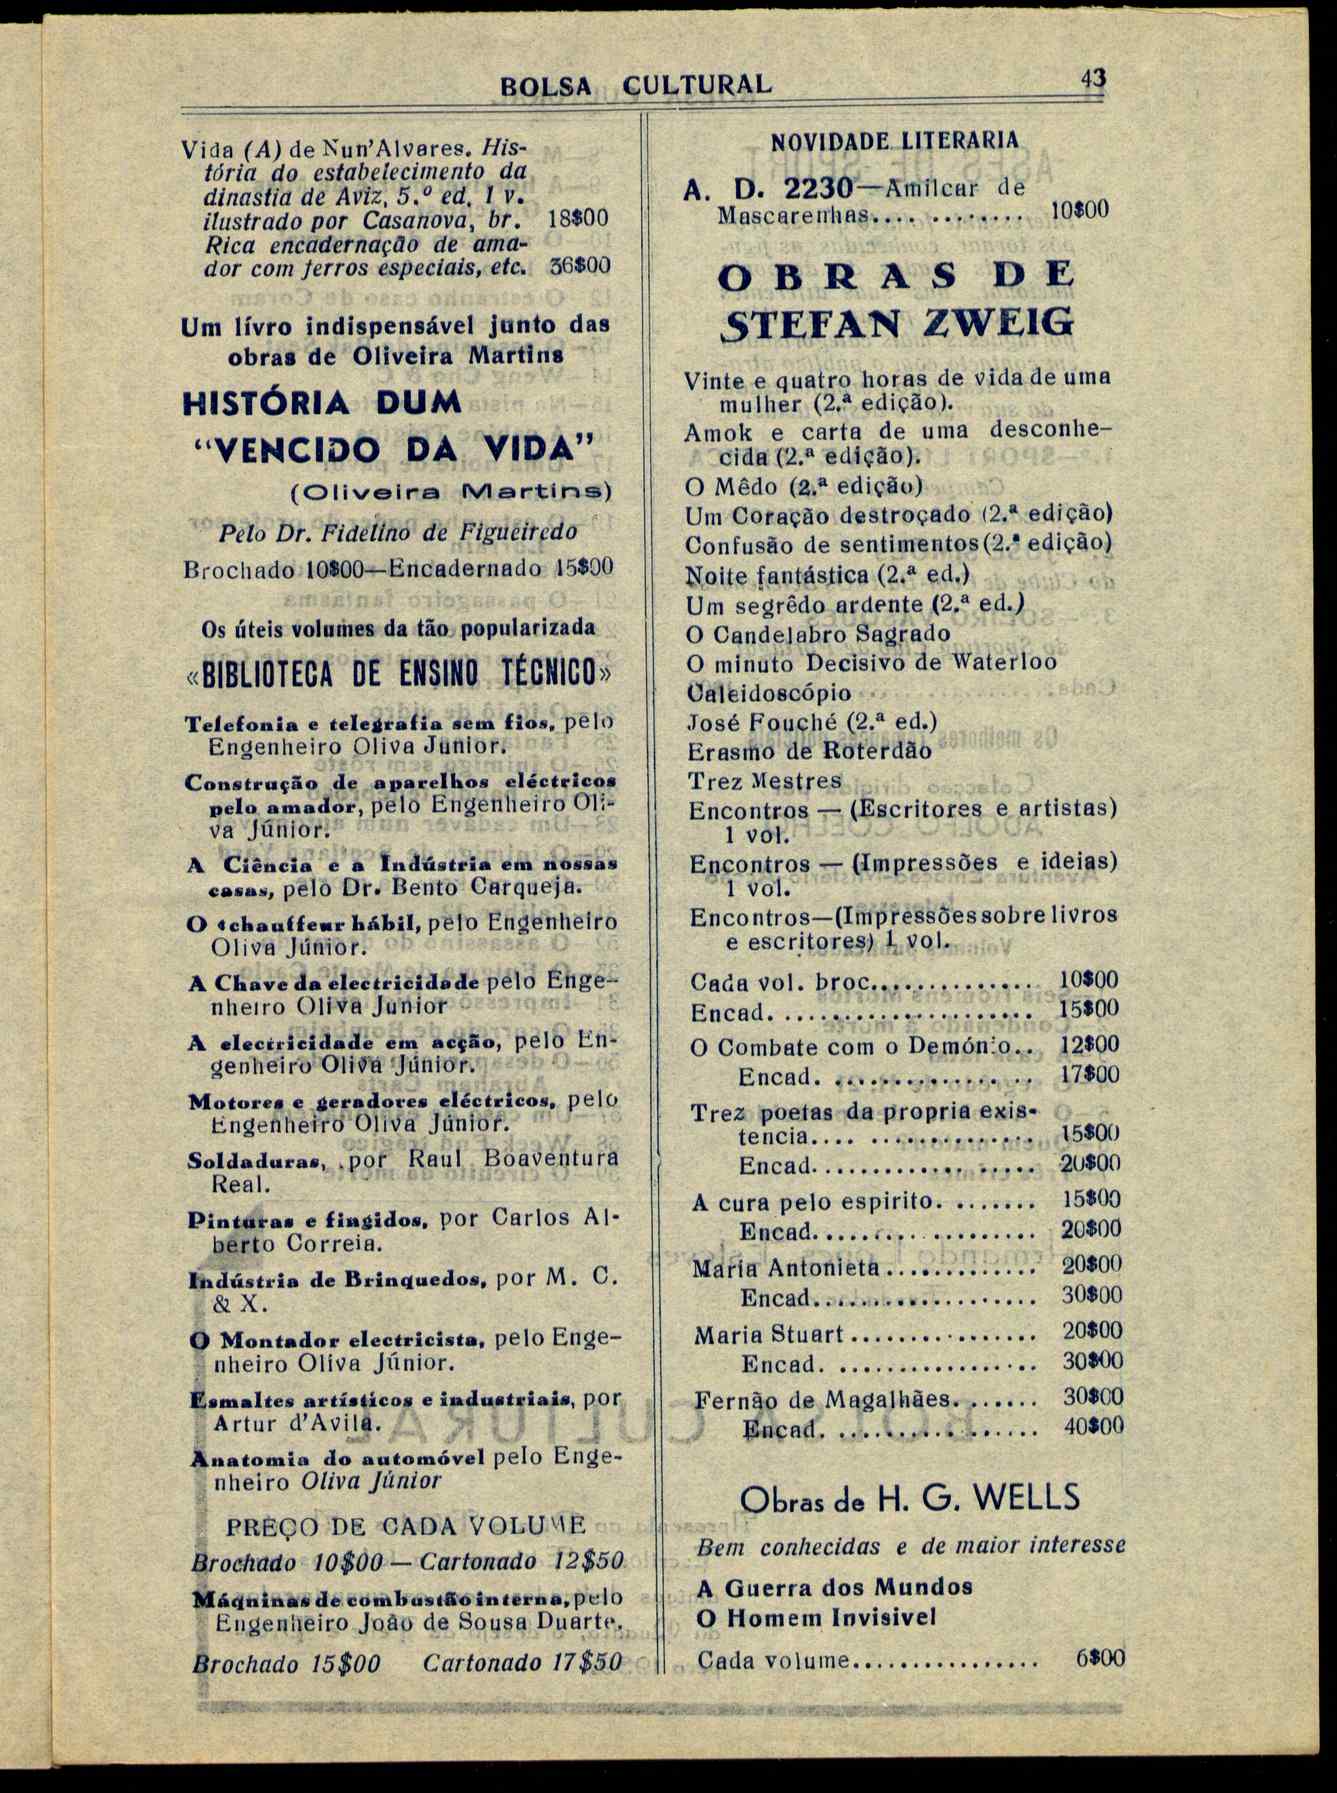 BOLSA CULTURAL 43
Vida (A) de Nun'Alvares. His-
tória do estabelecimento da
dinastia de Aviz, 5.º ed. 1 v.
ilustrado por Casanova, br. 18$00
Rica encadernação de ama-
dor com ferros especiais, etc. 36$00
Um lívro indispensável junto das
obras de Oliveira Martins
HISTÓRIA DUM
"VENCIDO DA VIDA"
(Oliveira Martins)
Pelo Dr. Fidelino de Figueiredo
Brochado 10$00—Encadernado 15$00
Os úteis volumes da tão popularizada
«BIBLIOTECA DE ENSINO TÉCNICO»
Telefonia e telegrafia sem fios, pelo
Engenheiro Oliva Junior.
Construção de aparelhos eléctricos
pelo amador, pelo Engenheiro Oli-
va Júnior.
A Ciência e a Indústria em nossas
casas, pelo Dr. Bento Carqueja.
O «chauffeur hábil, pelo Engenheiro
Oliva Júnior.
A Chave da electricidade pelo Enge-
nheiro Oliva Junior
A electricidade em acção, pelo En-
genheiro Oliva Júnior.
Motores e geradores eléctricos, pelo
Engenheiro Oliva Júnior.
Soldaduras, por Raul Boaventura
Real.
Pinturas e fingidos, por Carlos Al-
berto Correia.
Indústria de Brinquedos, por M. C.
& X.
O Montador electricista, pelo Enge-
nheiro Oliva Júnior.
Esmaltes artísticos e industriais, por
Artur d'Avila.
Anatomia do automóvel pelo Enge-
nheiro Oliva Júnior
PREÇO DE CADA VOLUME
Brochado 10$00 — Cartonado 12$50
Máquinas de combustão interna, pelo
Engenheiro João de Sousa Duarte.
Brochado 15$00 Cartonado 17$50
NOVIDADE LITERARIA
A. D. 2230—Amilcar de
Mascarenhas.... ........ 10$00
OBRAS DE
STEFAN ZWEIG
Vinte e quatro horas de vida de uma
mulher (2.ª edição).
Amok e carta de uma desconhe-
cida (2.ª edição).
O Mêdo (2.ª edição)
Um Coração destroçado (2.ª edição)
Confusão de sentimentos (2.ª edição)
Noite fantástica (2.ª ed.)
Um segrêdo ardente (2.ª ed.)
O Candelabro Sagrado
O minuto Decisivo de Waterloo
Caleidoscópio
José Fouché (2.ª ed.)
Erasmo de Roterdão
Trez Mestres
Encontros — (Escritores e artistas)
1 vol.
Encontros — (Impressões e ideias)
1 vol.
Encontros—(Impressões sobre livros
e escritores) 1 vol.
Cada vol. broc.............. 10$00
Encad. ..................... 15$00
O Combate com o Demónio.. 12$00
Encad. ................. 17$00
Trez poetas da propria exis-
tencia.... .............. 15$00
Encad.................. 20$00
A cura pelo espirito. ....... 15$00
Encad................... 20$00
Maria Antonieta ............. 20$00
Encad................... 30$00
Maria Stuart ................ 20$00
Encad. ................. 30$00
Fernão de Magalhães. ...... 30$00
Encad. ................. 40$00
Obras de H. G. WELLS
Bem conhecidas e de maior interesse
A Guerra dos Mundos
O Homem Invisivel
Cada volume................ 6$00